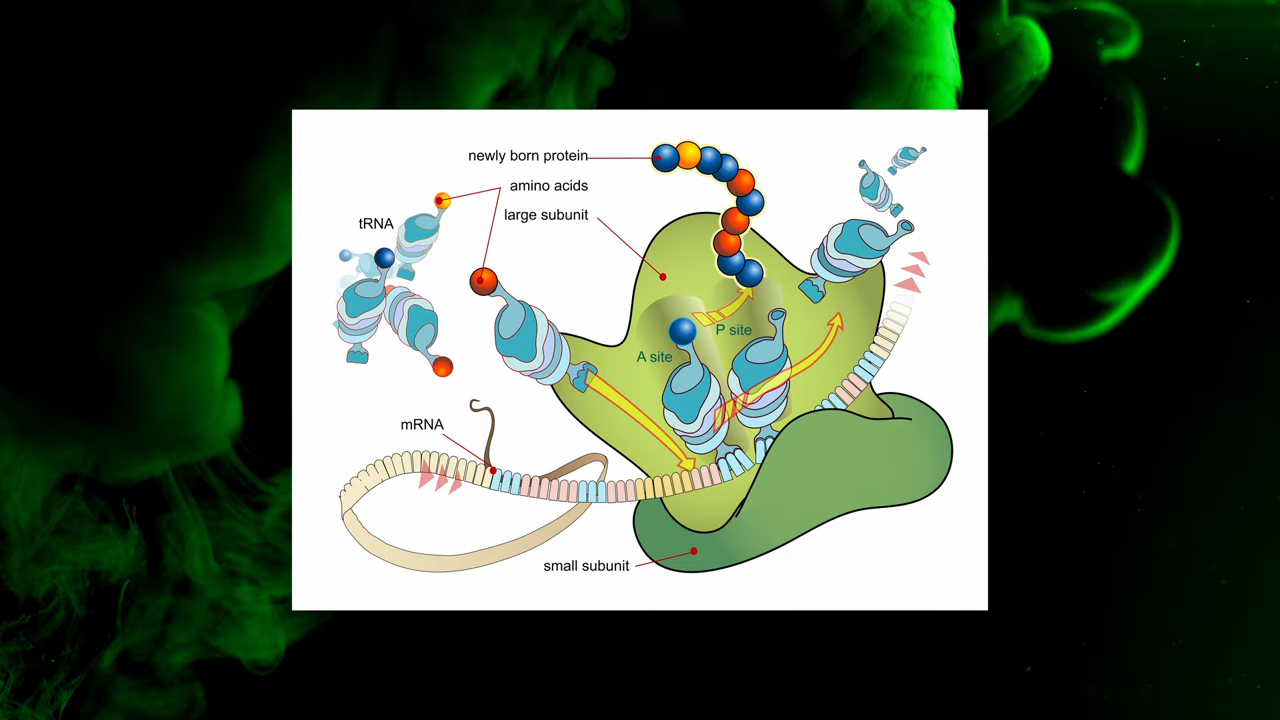 newly born protein
amino acids
large subunit
tRNA
P site
A site
mRNA
small subunit